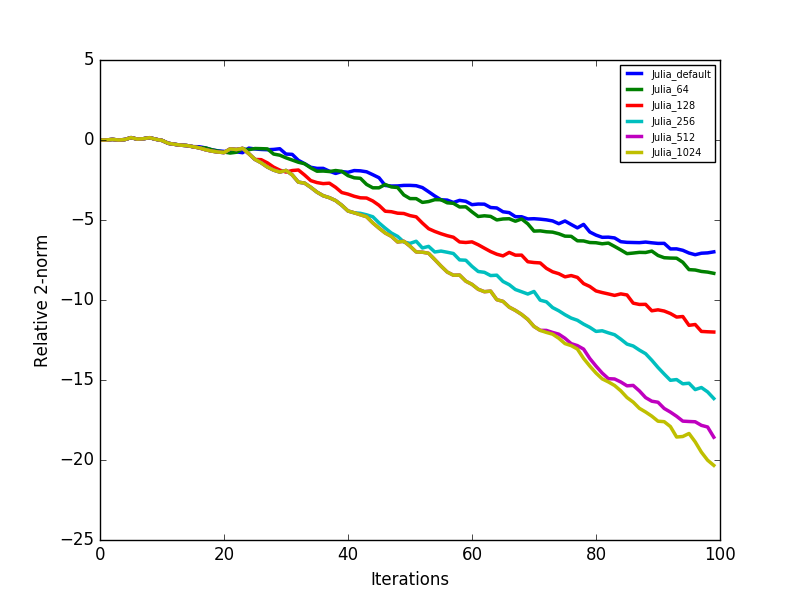 5
0
−5
−10
−15
−20
−25
0 20 40 60 80 100
Relative 2-norm
Iterations
Julia_default
Julia_64
Julia_128
Julia_256
Julia_512
Julia_1024